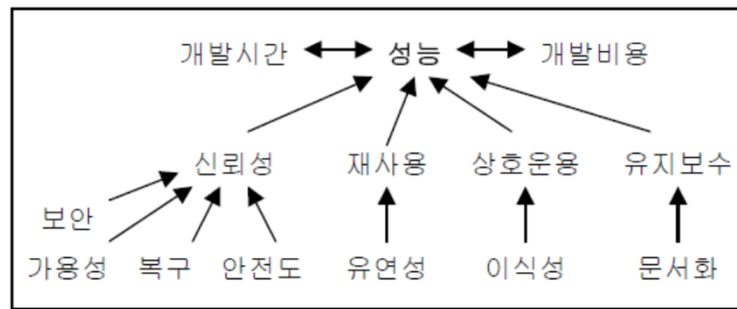 개발시간 성능 개발비용
신뢰성 재사용 상호운용 유지보수
보안
가용성 복구 안전도 유연성 이식성 문서화